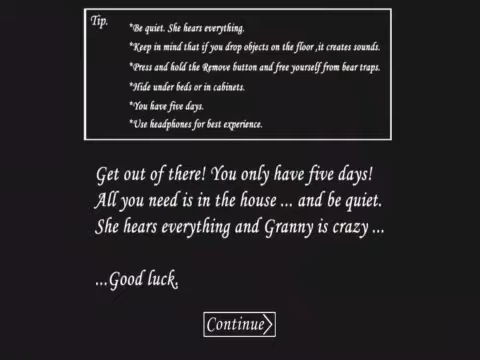 Tip.
*Be quiet. She hears everything.
*Keep in mind that if you drop objects on the floor ,it creates sounds.
*Press and hold the Remove button and free yourself from bear traps.
*Hide under beds or in cabinets.
*You have five days.
*Use headphones for best experience.
Get out of there! You only have five days!
All you need is in the house ... and be quiet.
She hears everything and Granny is crazy ...
...Good luck.
Continue